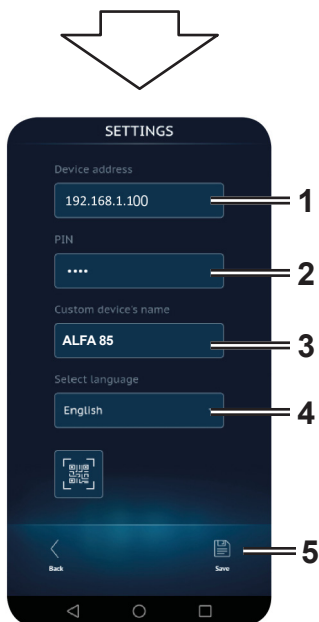 SETTINGS
Device address
192.168.1.100
1
PIN
••••
2
Custom device's name
ALFA 85
3
Select language
English
4
5
Back
Save